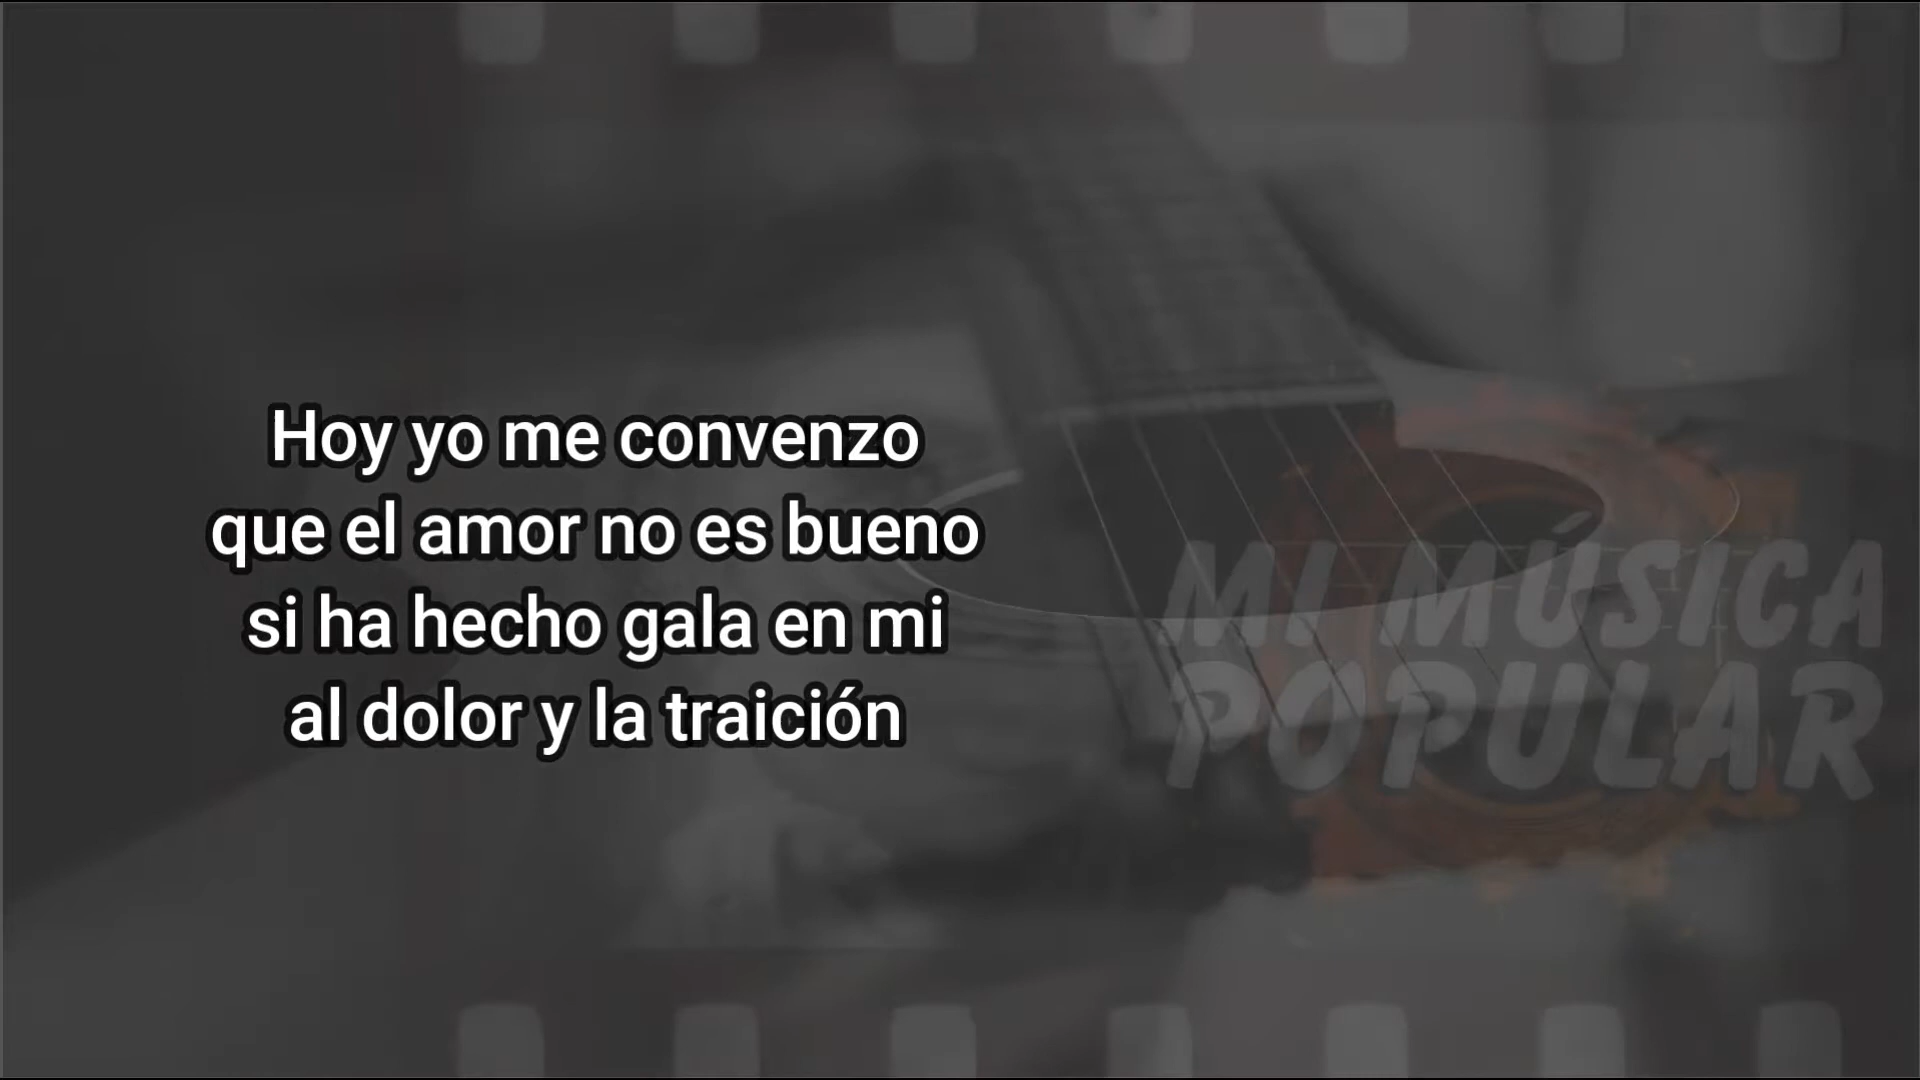 Hoy yo me convenzo
que el amor no es bueno
si ha hecho gala en mi
al dolor y la traición
MI MÚSICA
POPULAR